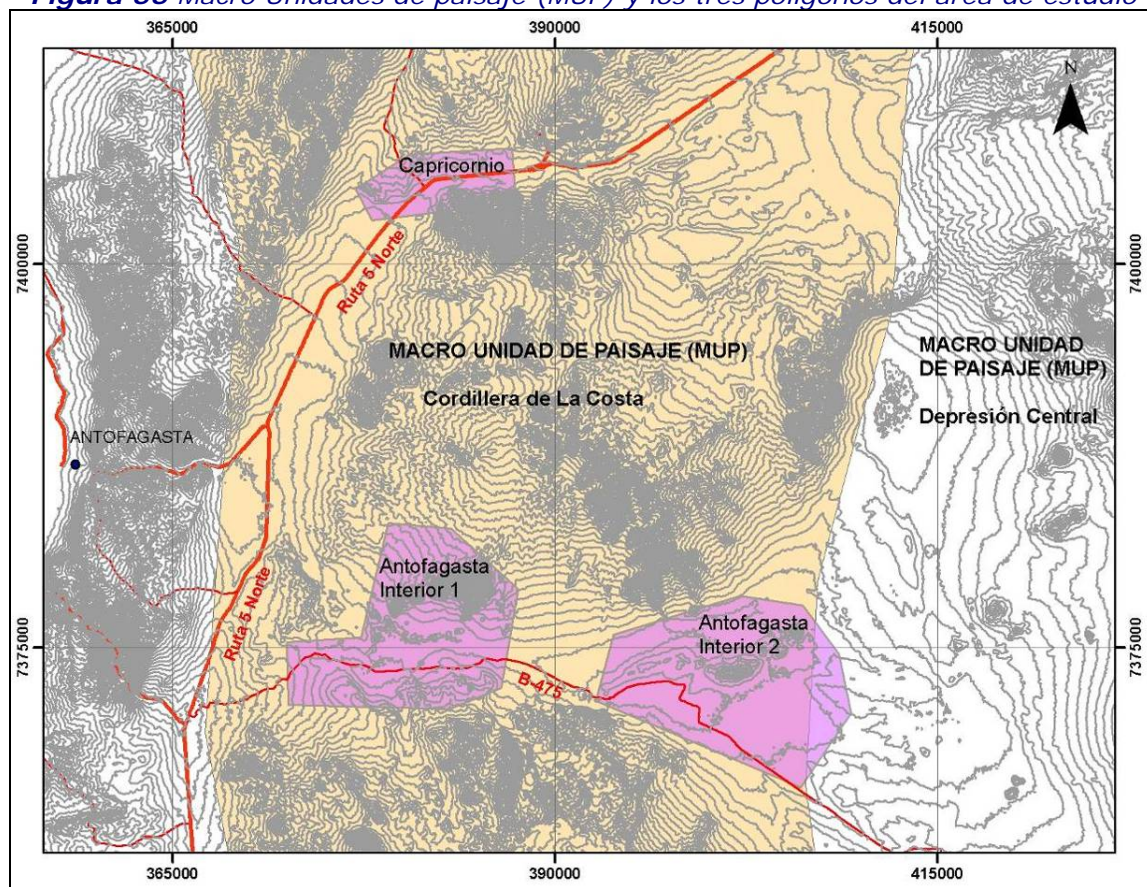 Figura 38 Macro Unidades de paisaje (MUP) y los tres polígonos del área de estudio
365000
390000
415000
N
Capricornio
7400000
7400000
Ruta 5 Norte
MACRO UNIDAD DE PAISAJE (MUP)
Cordillera de La Costa
MACRO UNIDAD
DE PAISAJE (MUP)
Depresión Central
ANTOFAGASTA
Antofagasta
Interior 1
Antofagasta
Interior 2
Ruta 5 Norte
7375000
7375000
B-475
365000
390000
415000